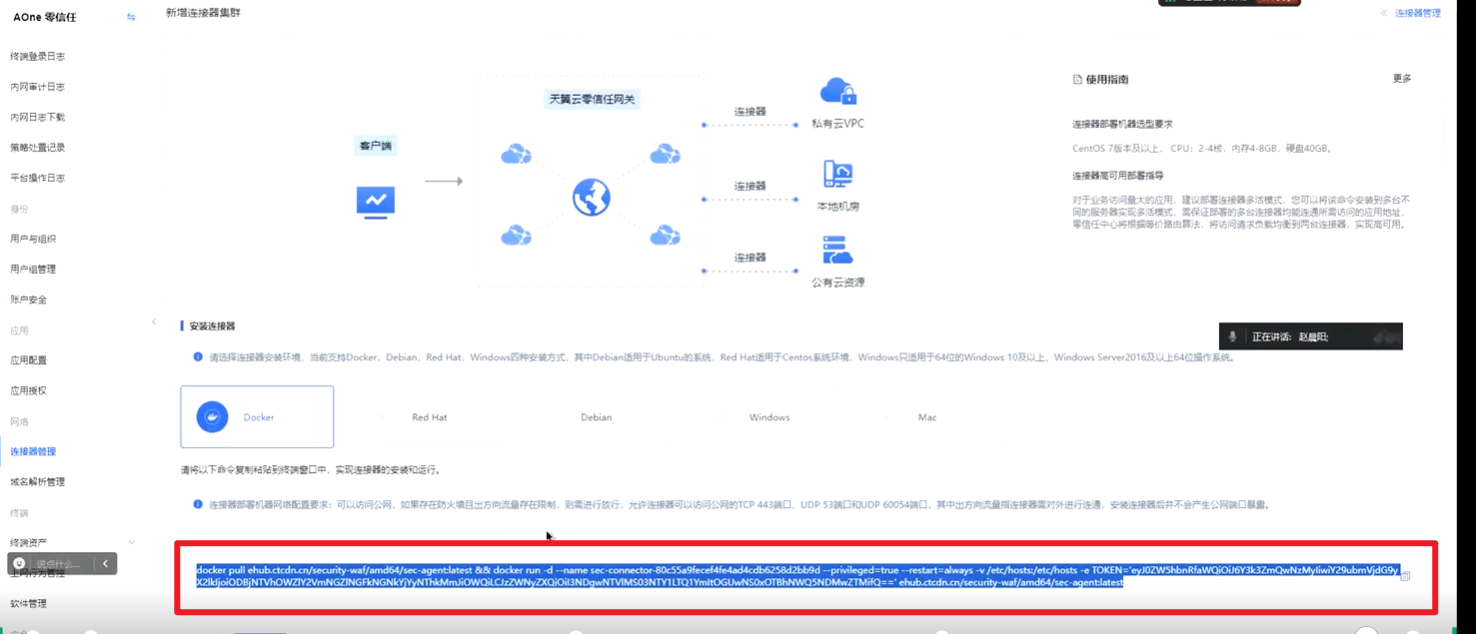 AOne 零信任
新增连接器集群
连接器管理
终端登录日志
内网审计日志
内网日志下载
策略处置记录
平台操作日志
身份
用户与组织
用户组管理
账户安全
应用
应用配置
应用授权
网络
连接器管理
域名解析管理
终端
终端资产
说点什么...
上网行为管控
软件管理
客户端
天翼云零信任网关
连接器
私有云VPC
连接器
本地机房
连接器
公有云资源
使用指南
更多
连接器部署机器选型要求
CentOS 7版本及以上， CPU：2-4核，内存4-8GB，硬盘40GB。
连接器高可用部署指导
对于业务访问量大的应用，建议部署连接器多活模式，您可以将该命令安装到多台不
同的服务器实现多活模式，需保证部署的多台连接器均能连通所需访问的应用地址，
零信任中心将根据等价路由算法，将访问请求负载均衡到两台连接器，实现高可用。
正在讲话: 赵晨阳;
安装连接器
请选择连接器安装环境，当前支持Docker、Debian、Red Hat、Windows四种安装方式，其中Debian适用于Ubuntu的系统，Red Hat适用于Centos系统环境，Windows只适用于64位的Windows 10及以上、Windows Server2016及以上64位操作系统。
Docker
Red Hat
Debian
Windows
Mac
请将以下命令复制粘贴到终端窗口中，实现连接器的安装和运行。
连接器部署机器网络配置要求：可以访问公网，如果存在防火墙且出方向流量存在限制，则需进行放行，允许连接器可以访问公网的TCP 443端口、UDP 53端口和UDP 60054端口，其中出方向流量指连接器需对外进行连通，安装连接器后并不会产生公网端口暴露。
docker pull ehub.ctcdn.cn/security-waf/amd64/sec-agent:latest && docker run -d --name sec-connector-80c55a9fecef4fe4ad4cdb6258d2bb9d --privileged=true --restart=always -v /etc/hosts:/etc/hosts -e
ehub.ctcdn.cn/security-waf/amd64/sec-agent:latest